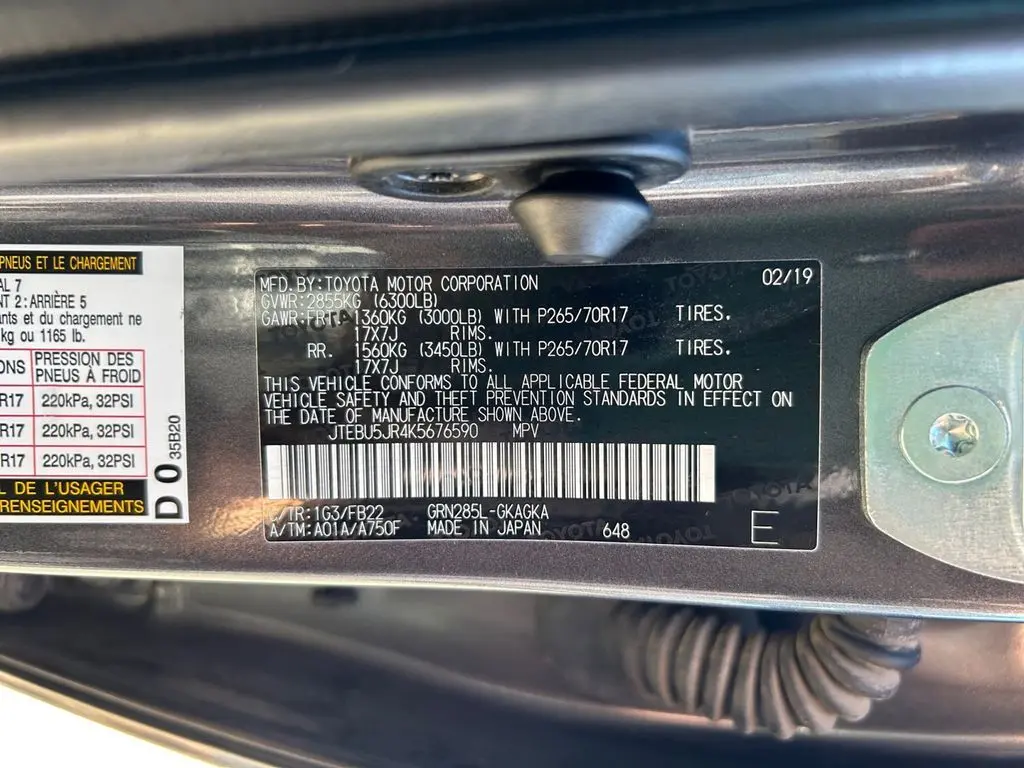 PNEUS ET LE CHARGEMENT
AL 7
NT 2: ARRIÈRE 5
ants et du chargement ne
kg ou 1165 lb.
ONS PRESSION DES PNEUS À FROID
R17 220kPa, 32PSI
R17 220kPa, 32PSI
R17 220kPa, 32PSI
L DE L'USAGER
RENSEIGNEMENTS
D 0 35B20
MFD.BY:TOYOTA MOTOR CORPORATION 02/19
GVWR:2855KG (6300LB)
GAWR:FRT. 1360KG (3000LB) WITH P265/70R17 TIRES.
17X7J RIMS.
RR. 1560KG (3450LB) WITH P265/70R17 TIRES.
17X7J RIMS.
THIS VEHICLE CONFORMS TO ALL APPLICABLE FEDERAL MOTOR
VEHICLE SAFETY AND THEFT PREVENTION STANDARDS IN EFFECT ON
THE DATE OF MANUFACTURE SHOWN ABOVE.
JTEBU5JR4K5676590 MPV
C/TR:1G3/FB22 GRN285L-GKAGKA
A/TM:A01A/A750F MADE IN JAPAN 648 E